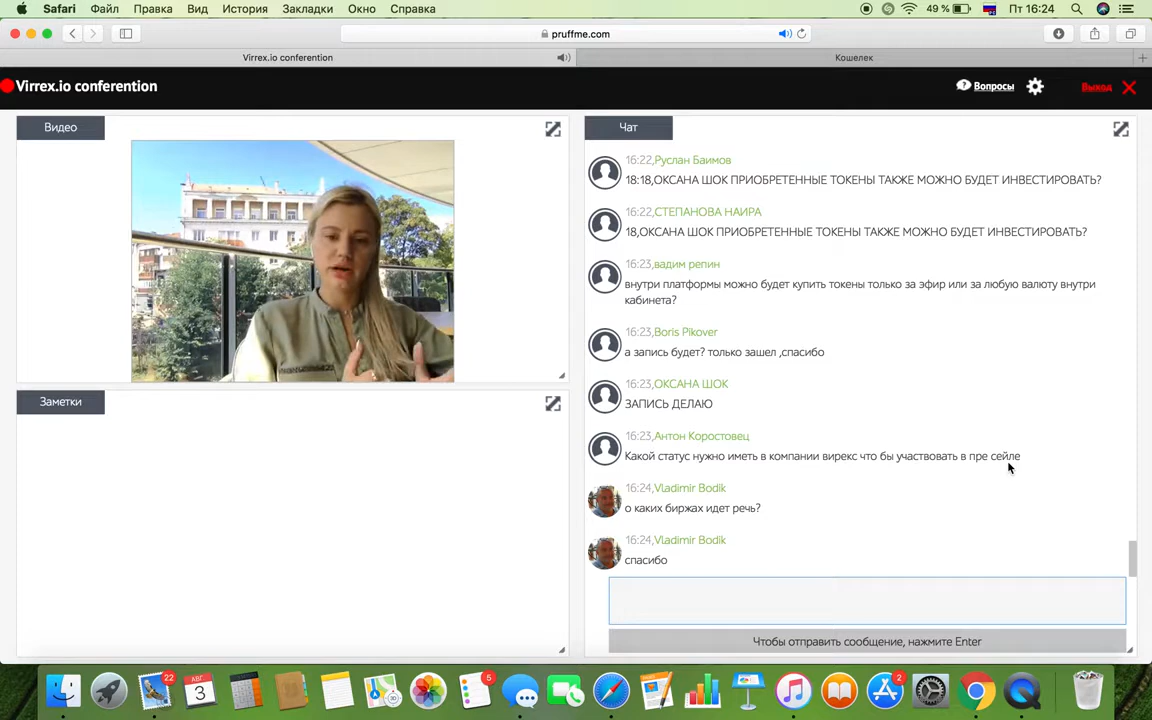 Safari Файл Правка Вид История Закладки Окно Справка 49 % Пт 16:24
pruffme.com
Virrex.io conferention Кошелек
Virrex.io conferention Вопросы Выход
Видео
Чат
16:22,Руслан Баимов
18:18,ОКСАНА ШОК ПРИОБРЕТЕННЫЕ ТОКЕНЫ ТАКЖЕ МОЖНО БУДЕТ ИНВЕСТИРОВАТЬ?
16:22,СТЕПАНОВА НАИРА
18,ОКСАНА ШОК ПРИОБРЕТЕННЫЕ ТОКЕНЫ ТАКЖЕ МОЖНО БУДЕТ ИНВЕСТИРОВАТЬ?
16:23,вадим репин
внутри платформы можно будет купить токены только за эфир или за любую валюту внутри
кабинета?
16:23,Boris Pikover
а запись будет? только зашел ,спасибо
16:23,ОКСАНА ШОК
ЗАПИСЬ ДЕЛАЮ
16:23,Антон Коростовец
Какой статус нужно иметь в компании вирекс что бы участвовать в пре сейле
16:24,Vladimir Bodik
о каких биржах идет речь?
16:24,Vladimir Bodik
спасибо
Чтобы отправить сообщение, нажмите Enter
Заметки
22
АВГ.
3
5
2